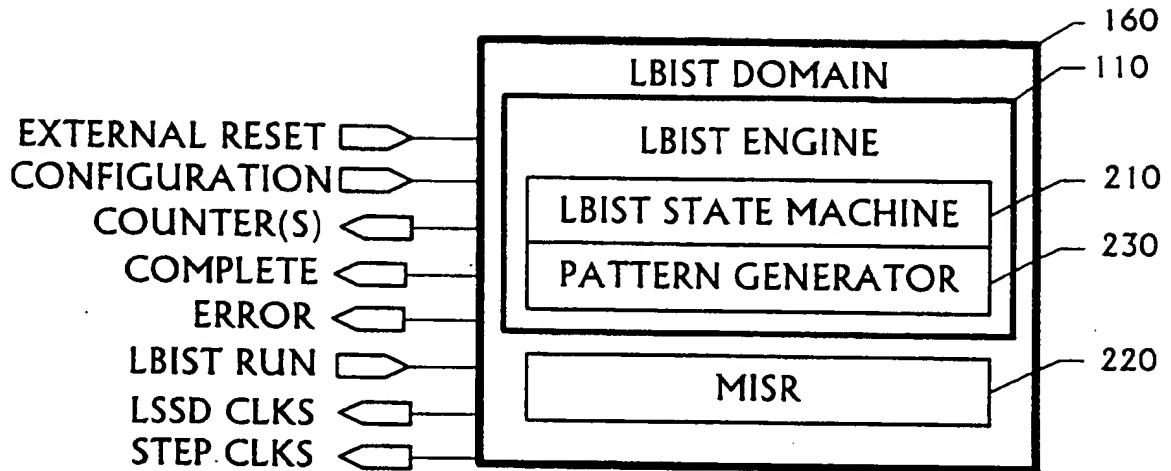 160
LBIST DOMAIN
110
EXTERNAL RESET
LBIST ENGINE
CONFIGURATION
210
LBIST STATE MACHINE
COUNTER(S)
230
PATTERN GENERATOR
COMPLETE
ERROR
LBIST RUN
220
MISR
LSSD CLKS
STEP CLKS